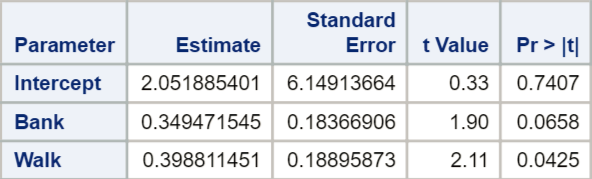 Parameter Estimate Standard Error t Value Pr > |t|
Intercept 2.051885401 6.14913664 0.33 0.7407
Bank 0.349471545 0.18366906 1.90 0.0658
Walk 0.398811451 0.18895873 2.11 0.0425